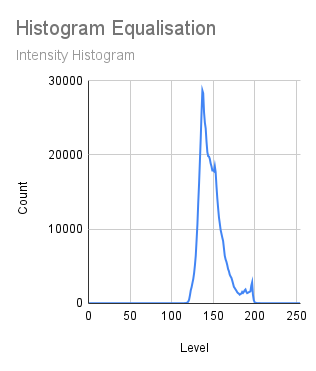 Histogram Equalisation
Intensity Histogram
30000
20000
10000
0
Count
0 50 100 150 200 250
Level